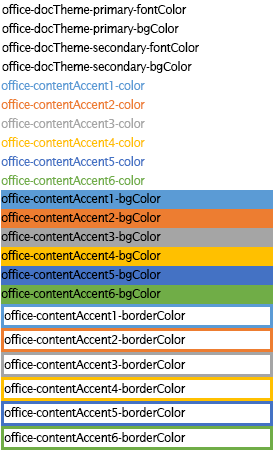 office-docTheme-primary-fontColor
office-docTheme-primary-bgColor
office-docTheme-secondary-fontColor
office-docTheme-secondary-bgColor
office-contentAccent1-color
office-contentAccent2-color
office-contentAccent3-color
office-contentAccent4-color
office-contentAccent5-color
office-contentAccent6-color
office-contentAccent1-bgColor
office-contentAccent2-bgColor
office-contentAccent3-bgColor
office-contentAccent4-bgColor
office-contentAccent5-bgColor
office-contentAccent6-bgColor
office-contentAccent1-borderColor
office-contentAccent2-borderColor
office-contentAccent3-borderColor
office-contentAccent4-borderColor
office-contentAccent5-borderColor
office-contentAccent6-borderColor